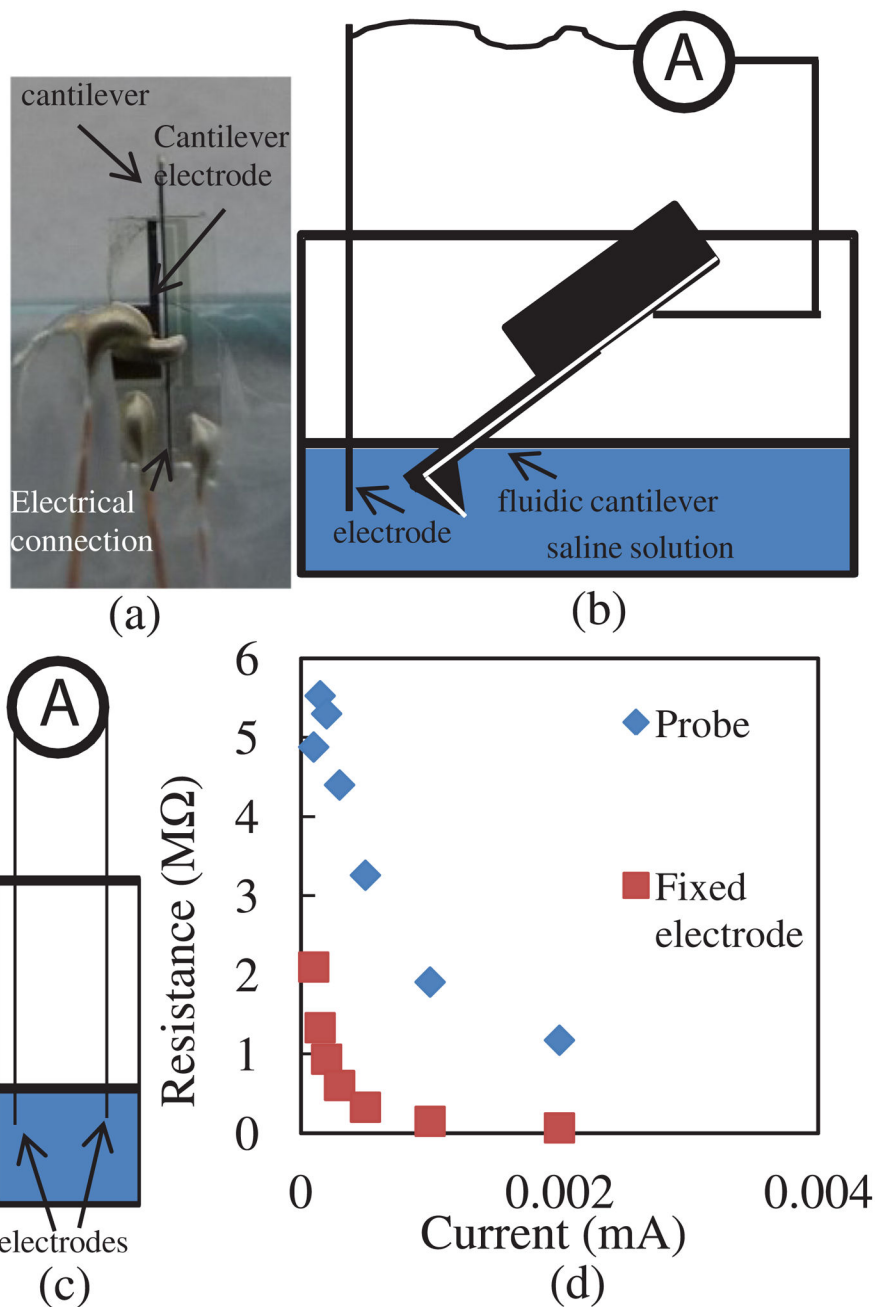 cantilever
Cantilever
electrode
Electrical
connection
(a)
A
electrode
fluidic cantilever
saline solution
(b)
A
electrodes
(c)
6
5
4
3
2
1
0
Resistance (MΩ)
Probe
Fixed
electrode
0
0.002
0.004
Current (mA)
(d)